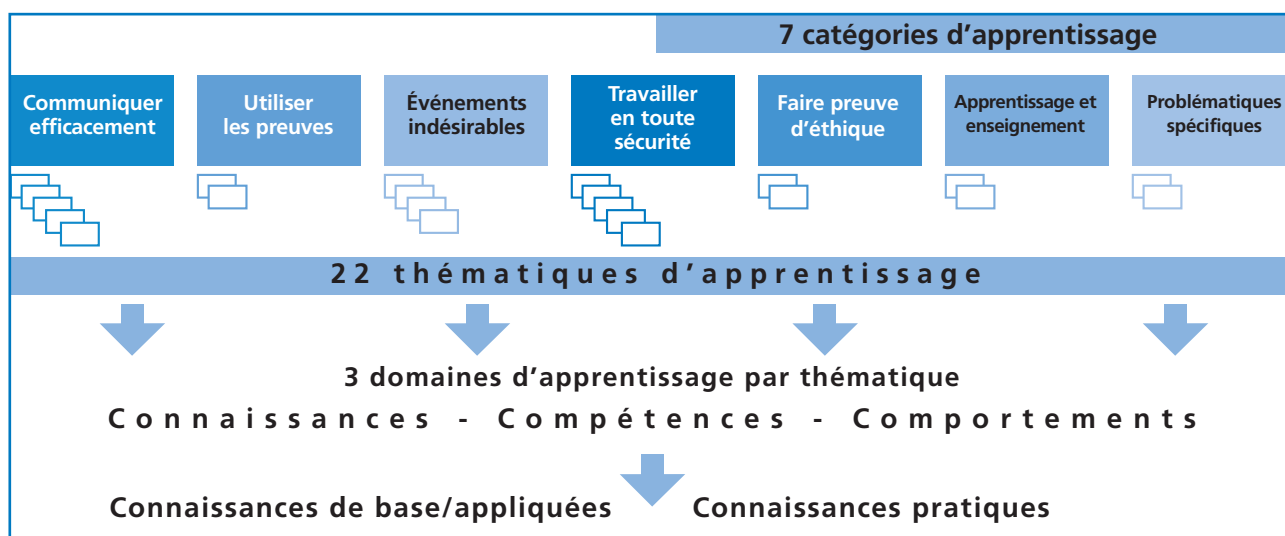 7 catégories d’apprentissage
Communiquer
efficacement
Utiliser
les preuves
Événements
indésirables
Travailler
en toute
sécurité
Faire preuve
d’éthique
Apprentissage et
enseignement
Problématiques
spécifiques
22 thématiques d’apprentissage
3 domaines d’apprentissage par thématique
Connaissances - Compétences - Comportements
Connaissances de base/appliquées
Connaissances pratiques